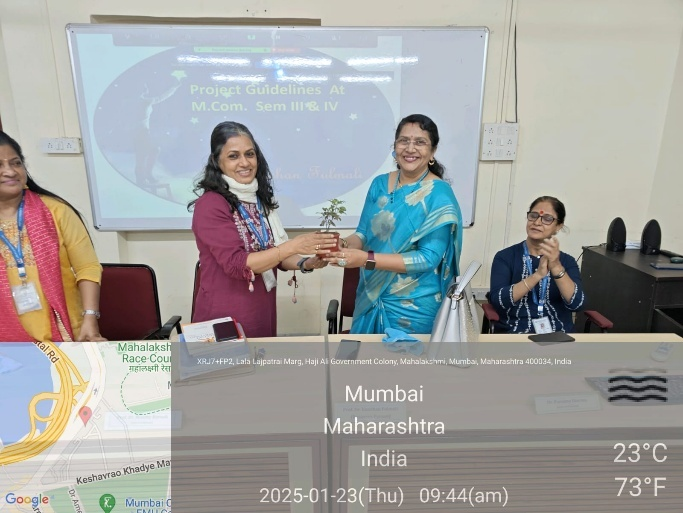 Project Guidelines At
M.Com. Sem III & IV
XRJ7+FP2, Lala Lajpatrai Marg, Haji Ali Government Colony, Mahalakshmi, Mumbai, Maharashtra 400034, India
Mumbai
Maharashtra
India
2025-01-23(Thu) 09:44(am)
23°C
73°F
Mahalaksh
Race Cour
Keshavrao Khadye Ma
Mumbai C
EMU C
Google